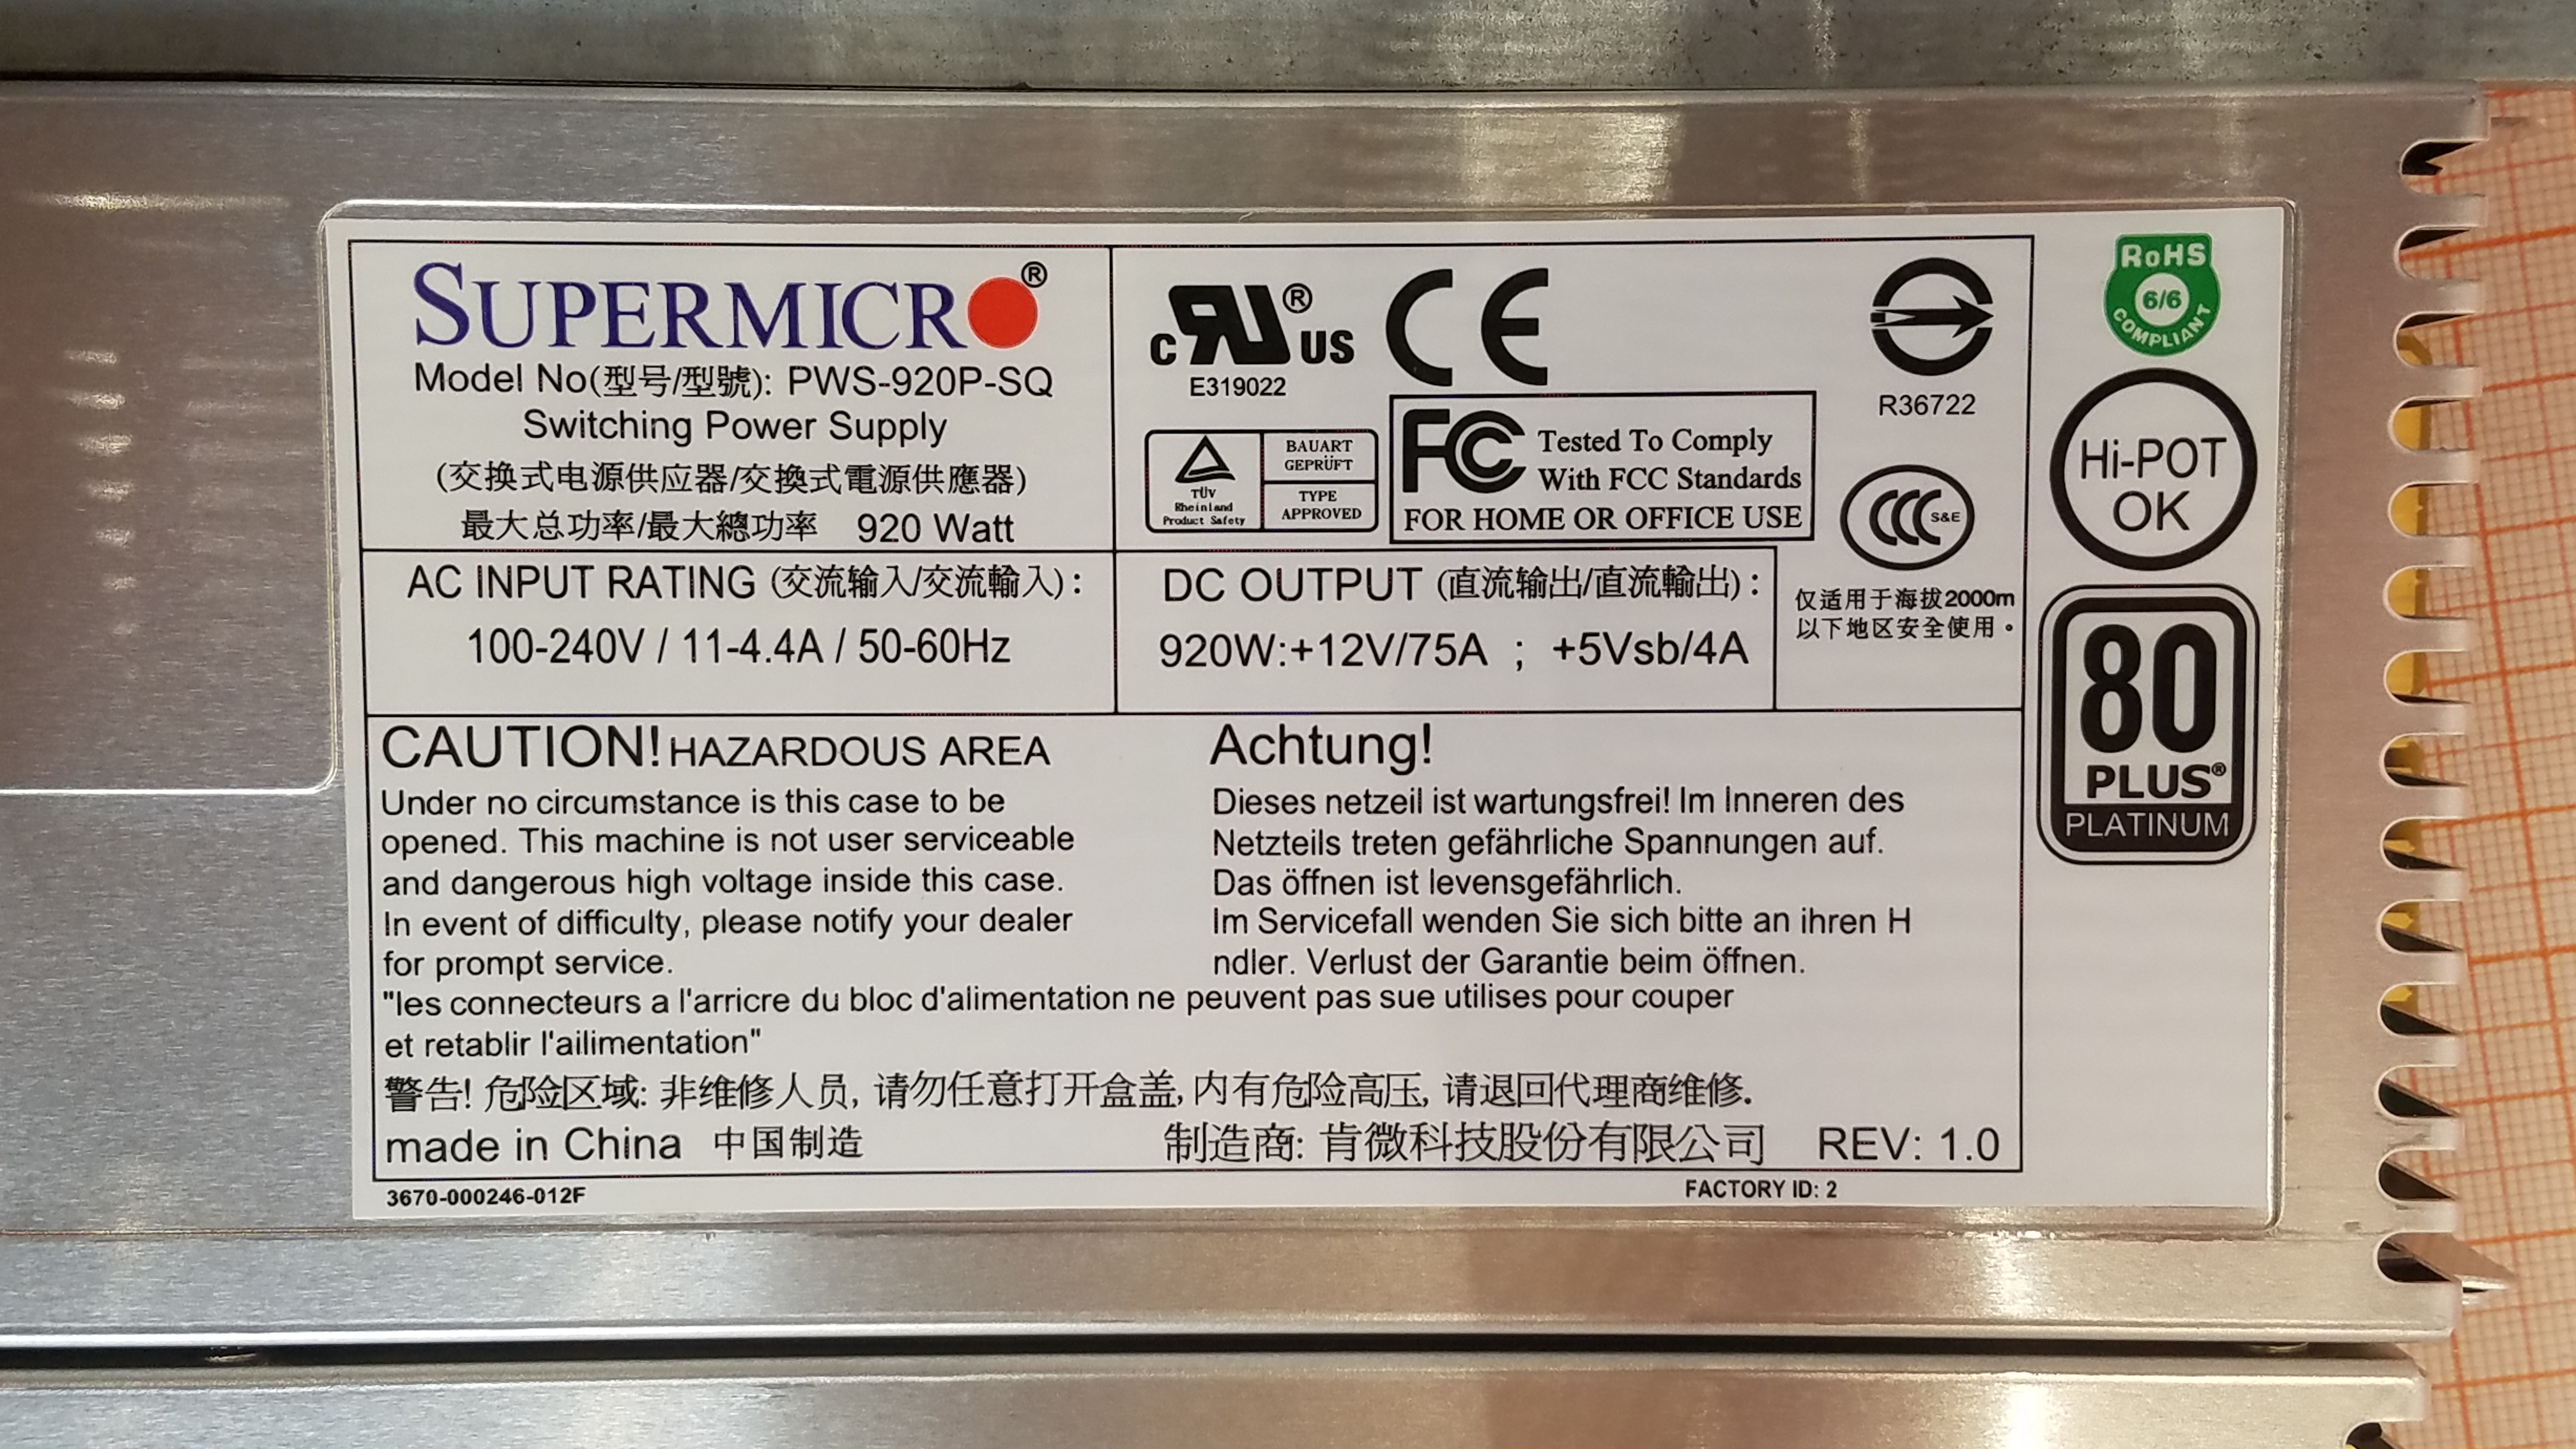 SUPERMICRO®
Model No(型号/型號): PWS-920P-SQ
Switching Power Supply
(交换式电源供应器/交換式電源供應器)
最大总功率/最大總功率 920 Watt
c RU® US
E319022
CE
TÜV
Rheinland
Product Safety
BAUART
GEPRÜFT
TYPE
APPROVED
FC Tested To Comply
With FCC Standards
FOR HOME OR OFFICE USE
R36722
CCC S&E
仅适用于海拔2000m
以下地区安全使用。
RoHS
6/6
COMPLIANT
Hi-POT
OK
80
PLUS®
PLATINUM
AC INPUT RATING (交流输入/交流輸入):
100-240V / 11-4.4A / 50-60Hz
DC OUTPUT (直流输出/直流輸出):
920W:+12V/75A ; +5Vsb/4A
CAUTION! HAZARDOUS AREA
Under no circumstance is this case to be
opened. This machine is not user serviceable
and dangerous high voltage inside this case.
In event of difficulty, please notify your dealer
for prompt service.
Achtung!
Dieses netzeil ist wartungsfrei! Im Inneren des
Netzteils treten gefährliche Spannungen auf.
Das öffnen ist levensgefährlich.
Im Servicefall wenden Sie sich bitte an ihren H
ndler. Verlust der Garantie beim öffnen.
"les connecteurs a l'arricre du bloc d'alimentation ne peuvent pas sue utilises pour couper
et retablir l'ailimentation"
警告! 危险区域: 非维修人员, 请勿任意打开盒盖, 内有危险高压, 请退回代理商维修.
made in China 中国制造
制造商: 肯微科技股份有限公司 REV: 1.0
3670-000246-012F
FACTORY ID: 2